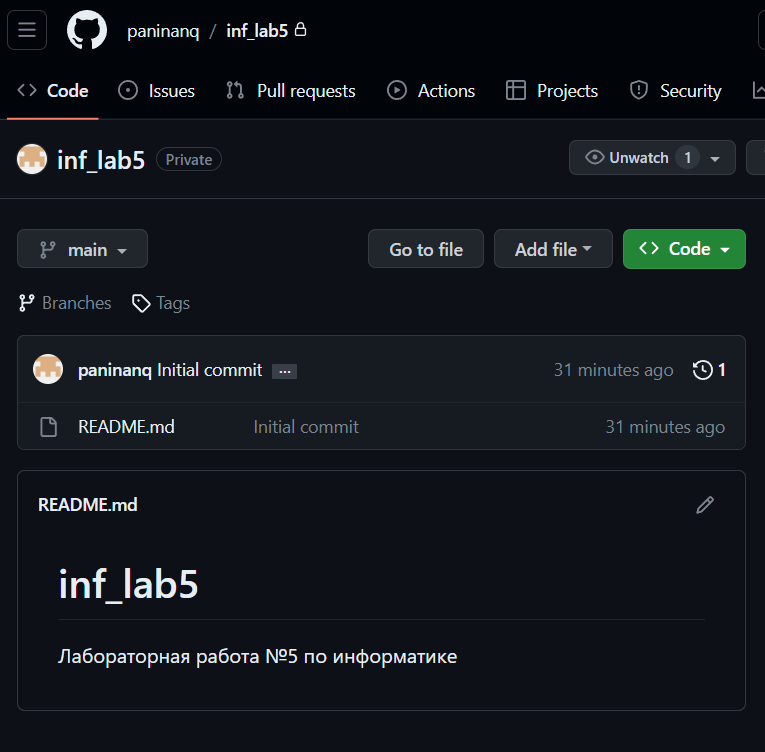 paninanq / inf_lab5
Code Issues Pull requests Actions Projects Security
inf_lab5 Private Unwatch 1
main Go to file Add file Code
Branches Tags
paninanq Initial commit ... 31 minutes ago 1
README.md Initial commit 31 minutes ago
README.md
inf_lab5
Лабораторная работа №5 по информатике